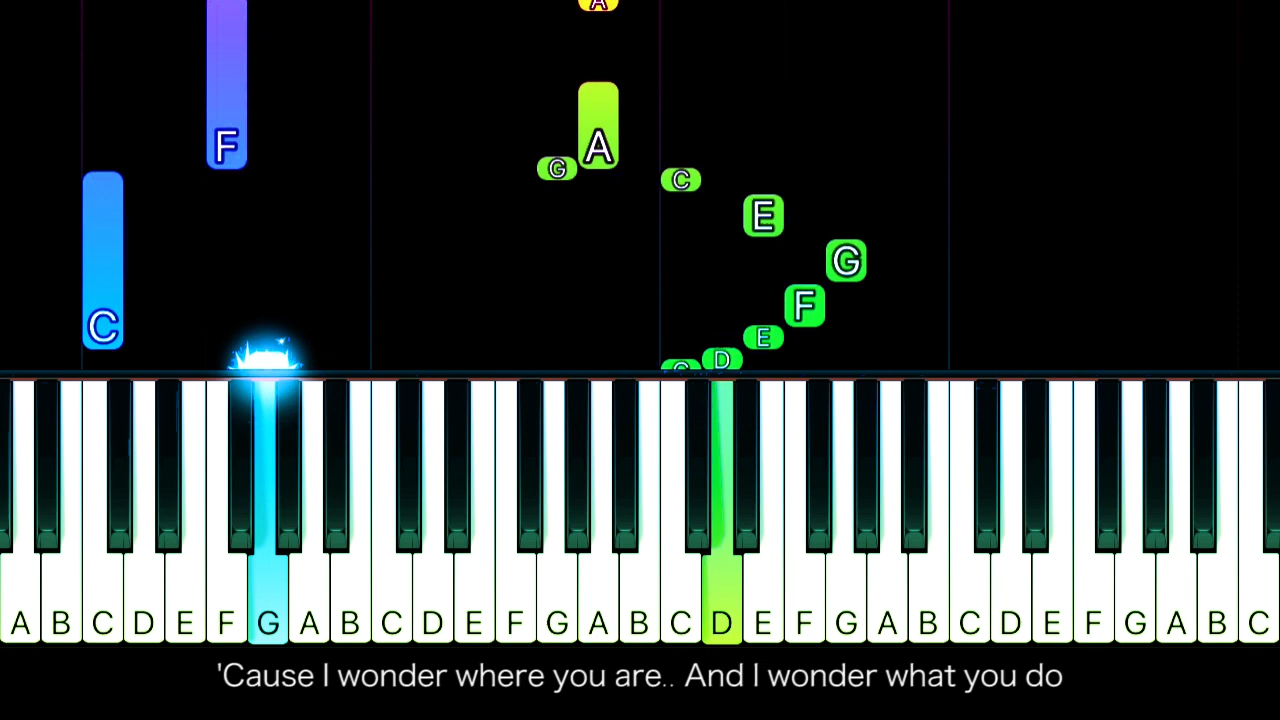 A
F
A
G
C
E
C
G
F
E
D
A B C D E F G A B C D E F G A B C D E F G A B C D E F G A B C
'Cause I wonder where you are.. And I wonder what you do